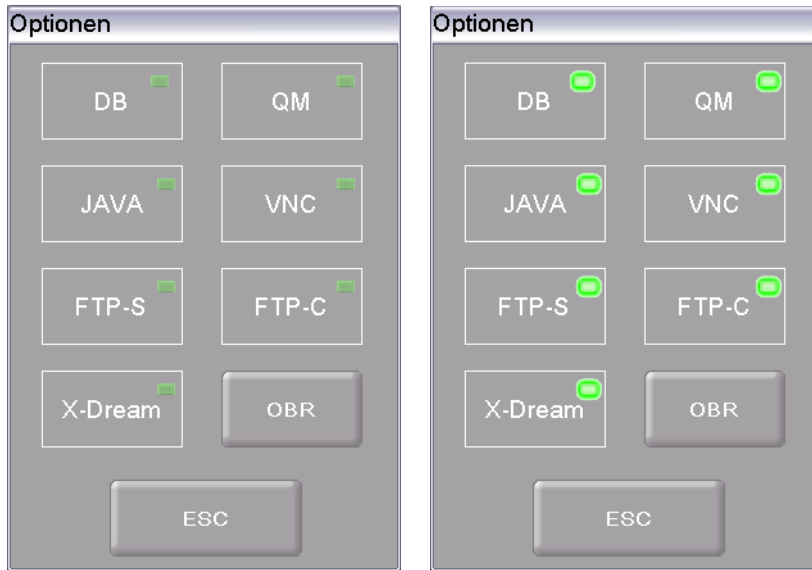 Optionen
DB QM
JAVA VNC
FTP-S FTP-C
X-Dream OBR
ESC
Optionen
DB QM
JAVA VNC
FTP-S FTP-C
X-Dream OBR
ESC